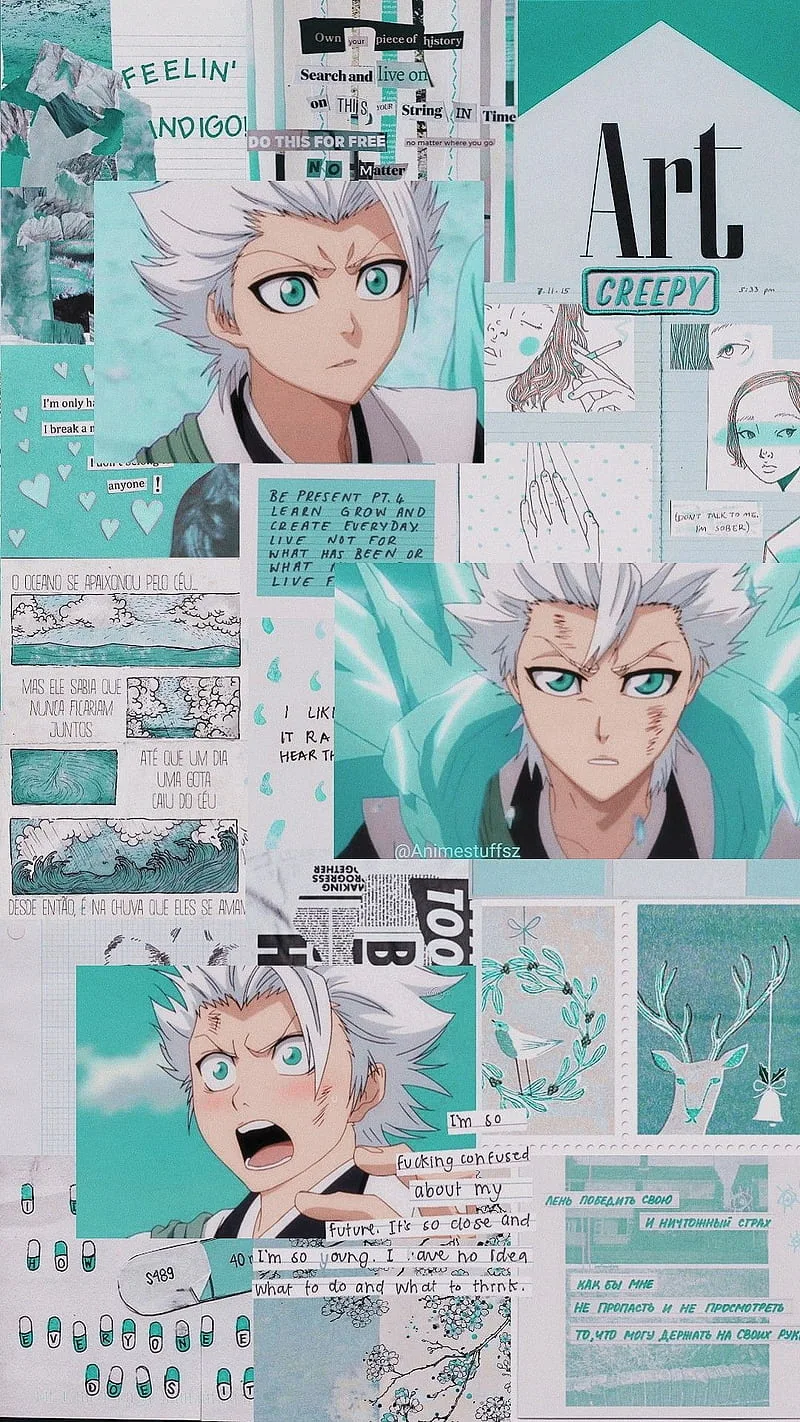 FEELIN'
INDIGO
Own your piece of history
Search and live on
on THIS YOUR String IN Time
DO THIS FOR FREE
no matter where you go
NO Matter
Art
CREEPY
7.11.15
5:33 pm
I'm only
I break a
I don't belong
anyone !
BE PRESENT PT.4
LEARN GROW AND
CREATE EVERYDAY
LIVE NOT FOR
WHAT HAS BEEN OR
WHAT
LIVE
(DON'T TALK TO ME.
I'M SOBER)
O OCEANO SE APAIXONOU PELO CÉU...
MAS ELE SABIA QUE
NUNCA FICARIAM
JUNTOS
ATÉ QUE UM DIA
UMA GOTA
CAIU DO CÉU
DESDE ENTÃO, É NA CHUVA QUE ELES SE AMAM
I
IT
HEAR
@Animestuffsz
MAKING
PROGRESS
TOGETHER
TOO
H B
I'm so
fucking confused
about my
future. It's so close and
I'm so young. I have no idea
what to do and what to think.
I
HOW
S489
40
EVERYONE
DOES IT
ЛЕНЬ ПОБЕДИТЬ СВОЮ
И НИЧТОЖНЫЙ СТРАХ
КАК БЫ МНЕ
НЕ ПРОПАСТЬ И НЕ ПРОСМОТРЕТЬ
ТО,ЧТО МОГУ ДЕРЖАТЬ НА СВОИХ